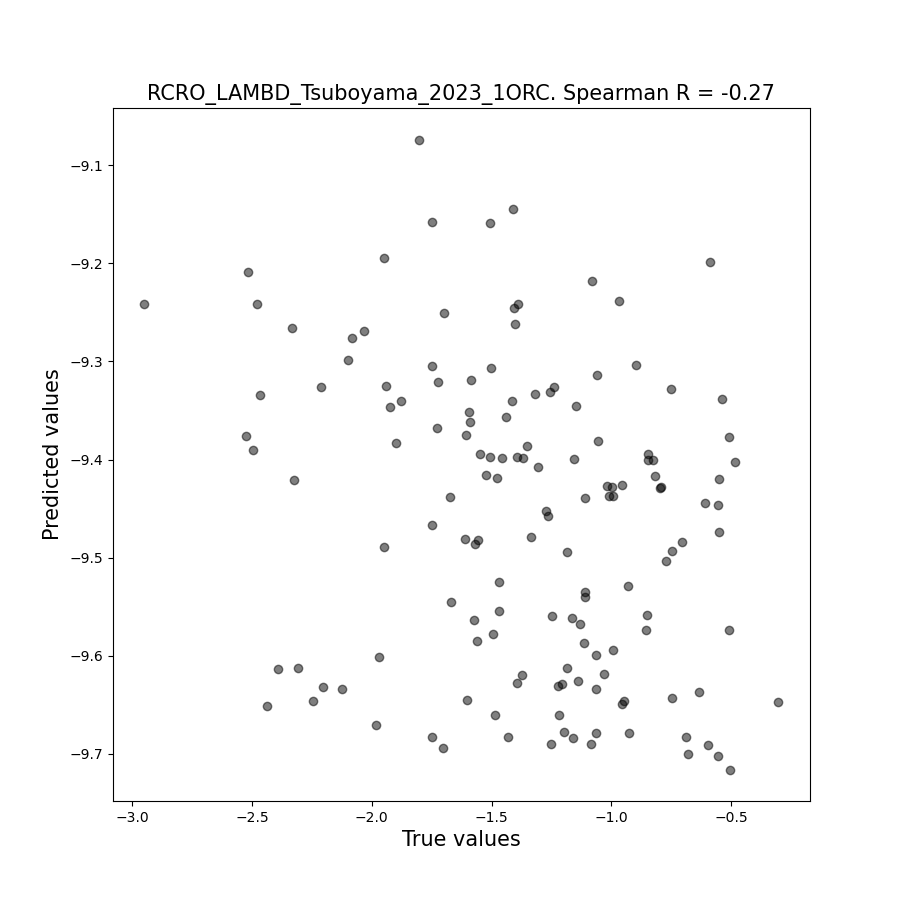 RCRO_LAMBD_Tsuboyama_2023_1ORC. Spearman R = -0.27
−9.1
−9.2
−9.3
−9.4
−9.5
−9.6
−9.7
Predicted values
−3.0 −2.5 −2.0 −1.5 −1.0 −0.5
True values